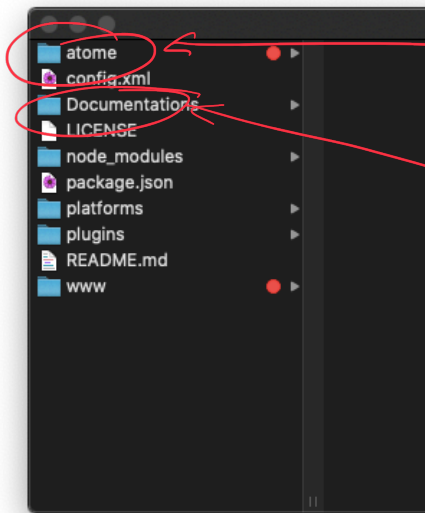 atome
config.xml
Documentations
LICENSE
node_modules
package.json
platforms
plugins
README.md
www